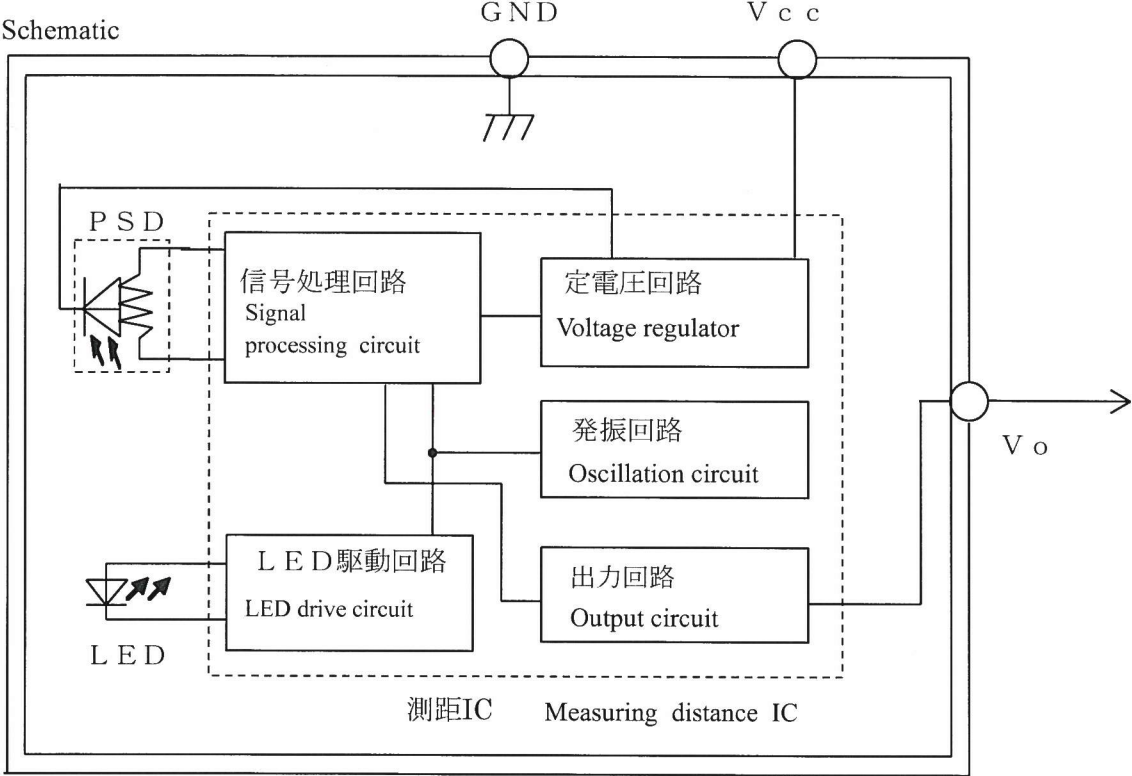 Schematic
ＧＮＤ
Ｖｃｃ
ＰＳＤ
信号処理回路
Signal
processing circuit
定電圧回路
Voltage regulator
発振回路
Oscillation circuit
Ｖｏ
ＬＥＤ駆動回路
LED drive circuit
出力回路
Output circuit
ＬＥＤ
測距IC Measuring distance IC